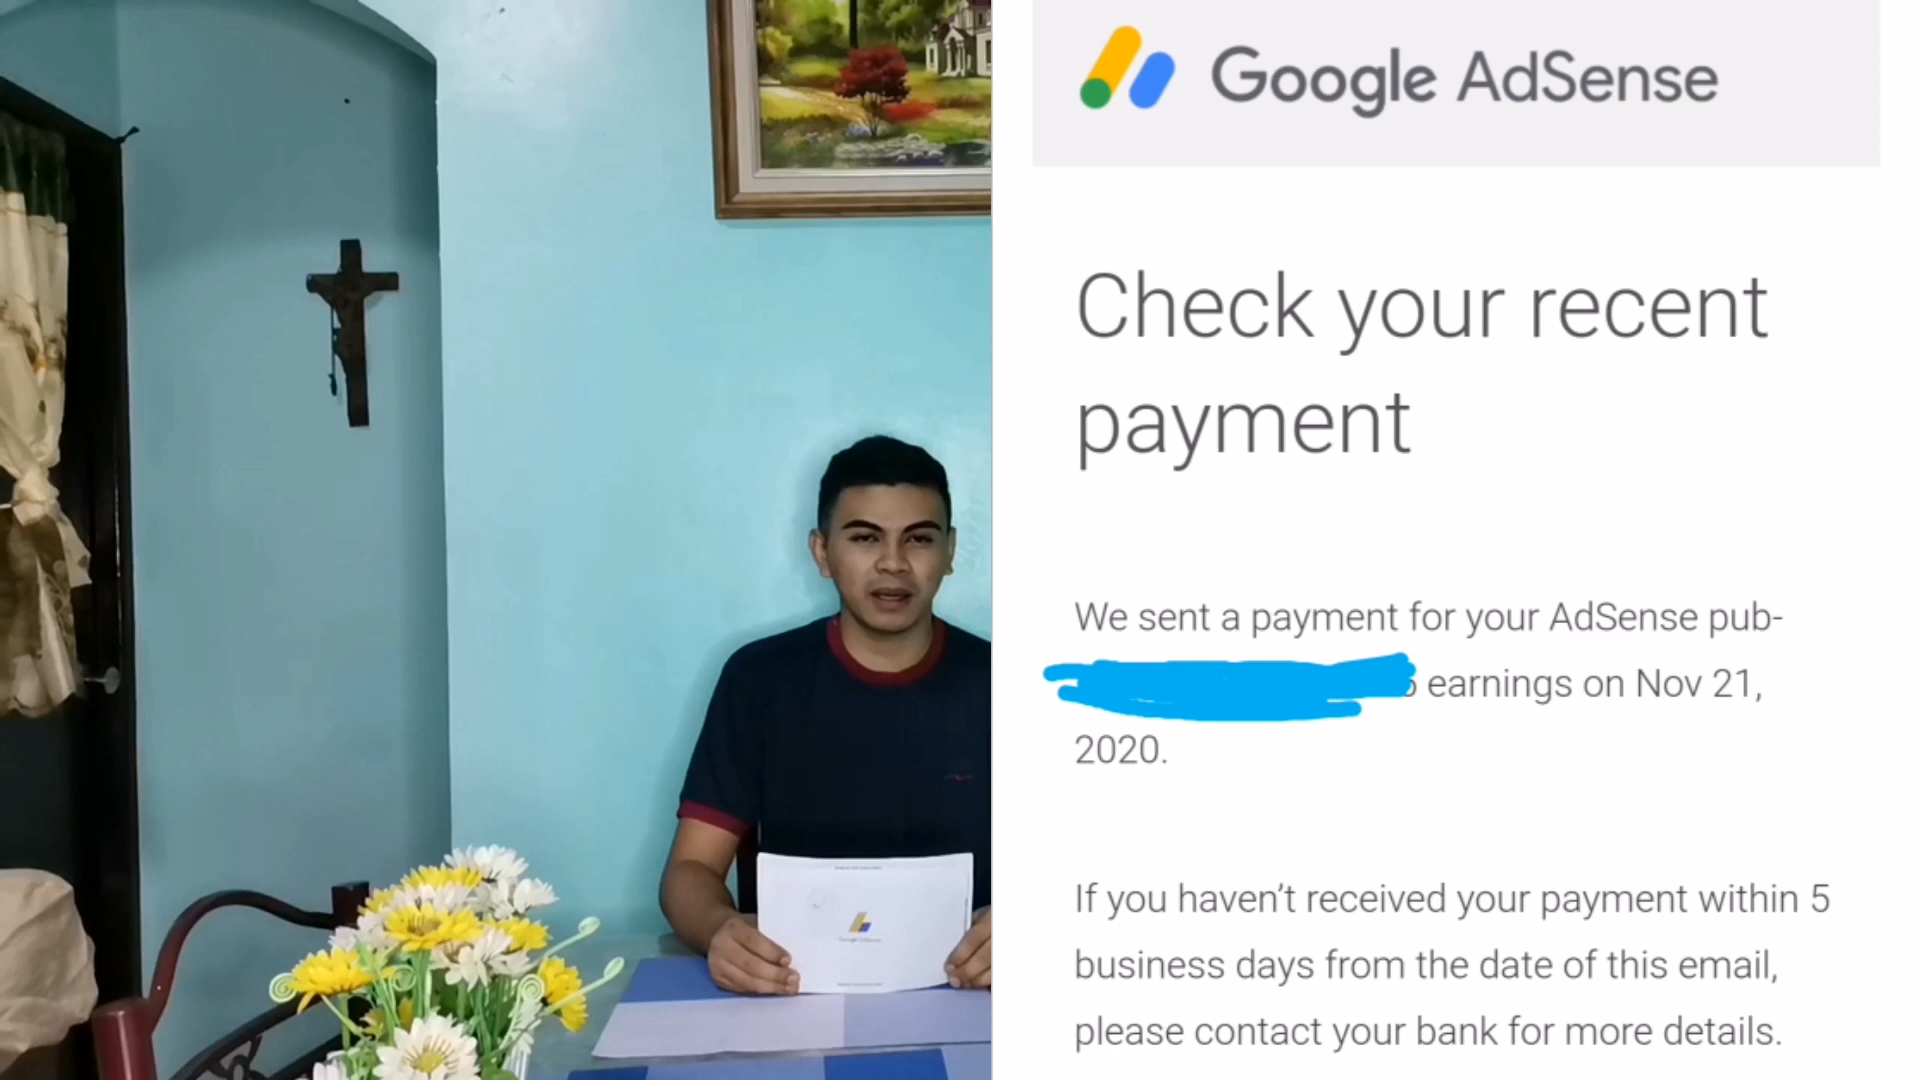 Google AdSense
Google AdSense
Check your recent
payment
We sent a payment for your AdSense pub-
earnings on Nov 21,
2020.
If you haven't received your payment within 5
business days from the date of this email,
please contact your bank for more details.